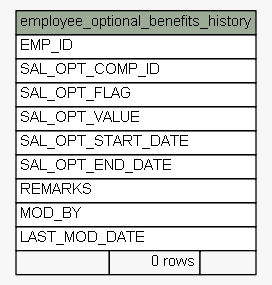 employee_optional_benefits_history
EMP_ID
SAL_OPT_COMP_ID
SAL_OPT_FLAG
SAL_OPT_VALUE
SAL_OPT_START_DATE
SAL_OPT_END_DATE
REMARKS
MOD_BY
LAST_MOD_DATE
0 rows